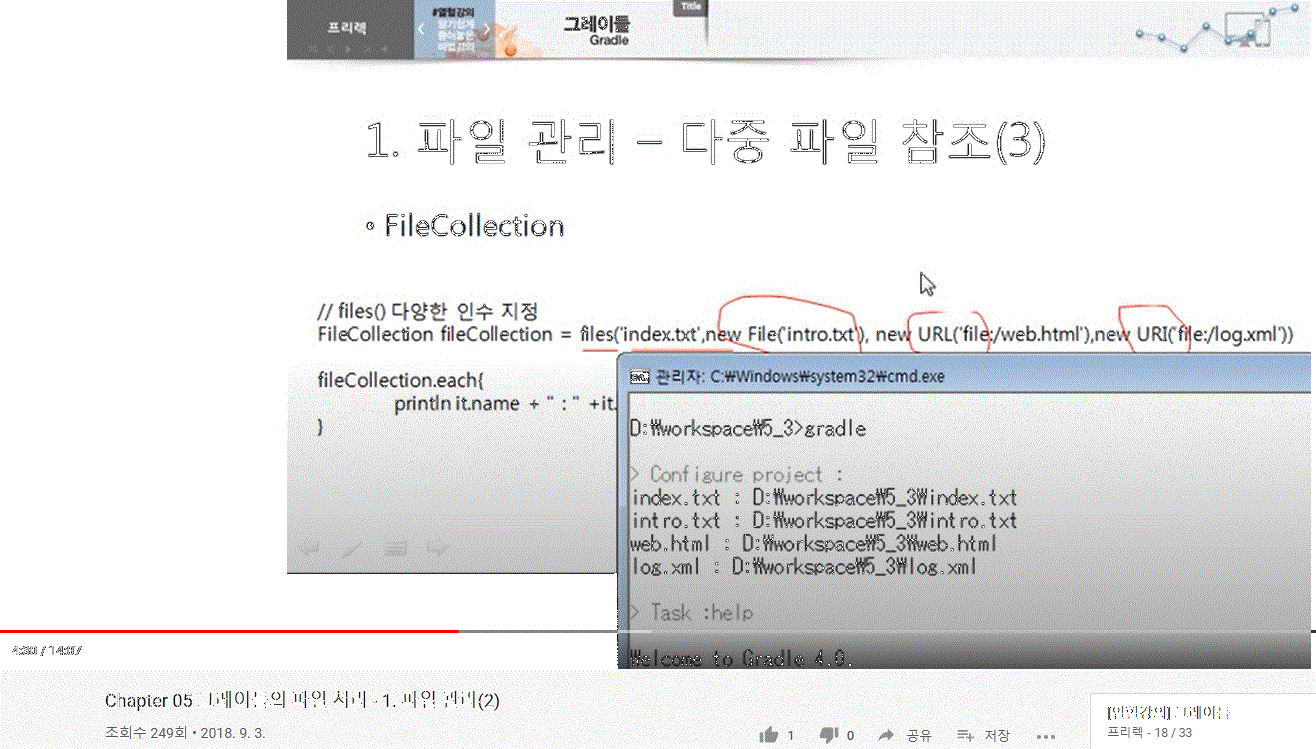 프리렉
#열혈강의
그레이들
Gradle
Title
1. 파일 관리 – 다중 파일 참조(3)
FileCollection
// files() 다양한 인수 지정
FileCollection fileCollection = files('index.txt',new File('intro.txt'), new URL('file:/web.html'),new URI('file:/log.xml'))
fileCollection.each{
println it.name + " : " +it.
}
관리자: C:\Windows\system32\cmd.exe
D:\workspace\5_3>gradle
> Configure project :
index.txt : D:\workspace\5_3\index.txt
intro.txt : D:\workspace\5_3\intro.txt
web.html : D:\workspace\5_3\web.html
log.xml : D:\workspace\5_3\log.xml
> Task :help
Welcome to Gradle 4.0.
Chapter 05. 그레이들의 파일 처리 - 1. 파일 관리(2)
조회수 249회 • 2018. 9. 3.
1
0
공유
저장
[열혈강의] 그레이들
프리렉 - 18 / 33